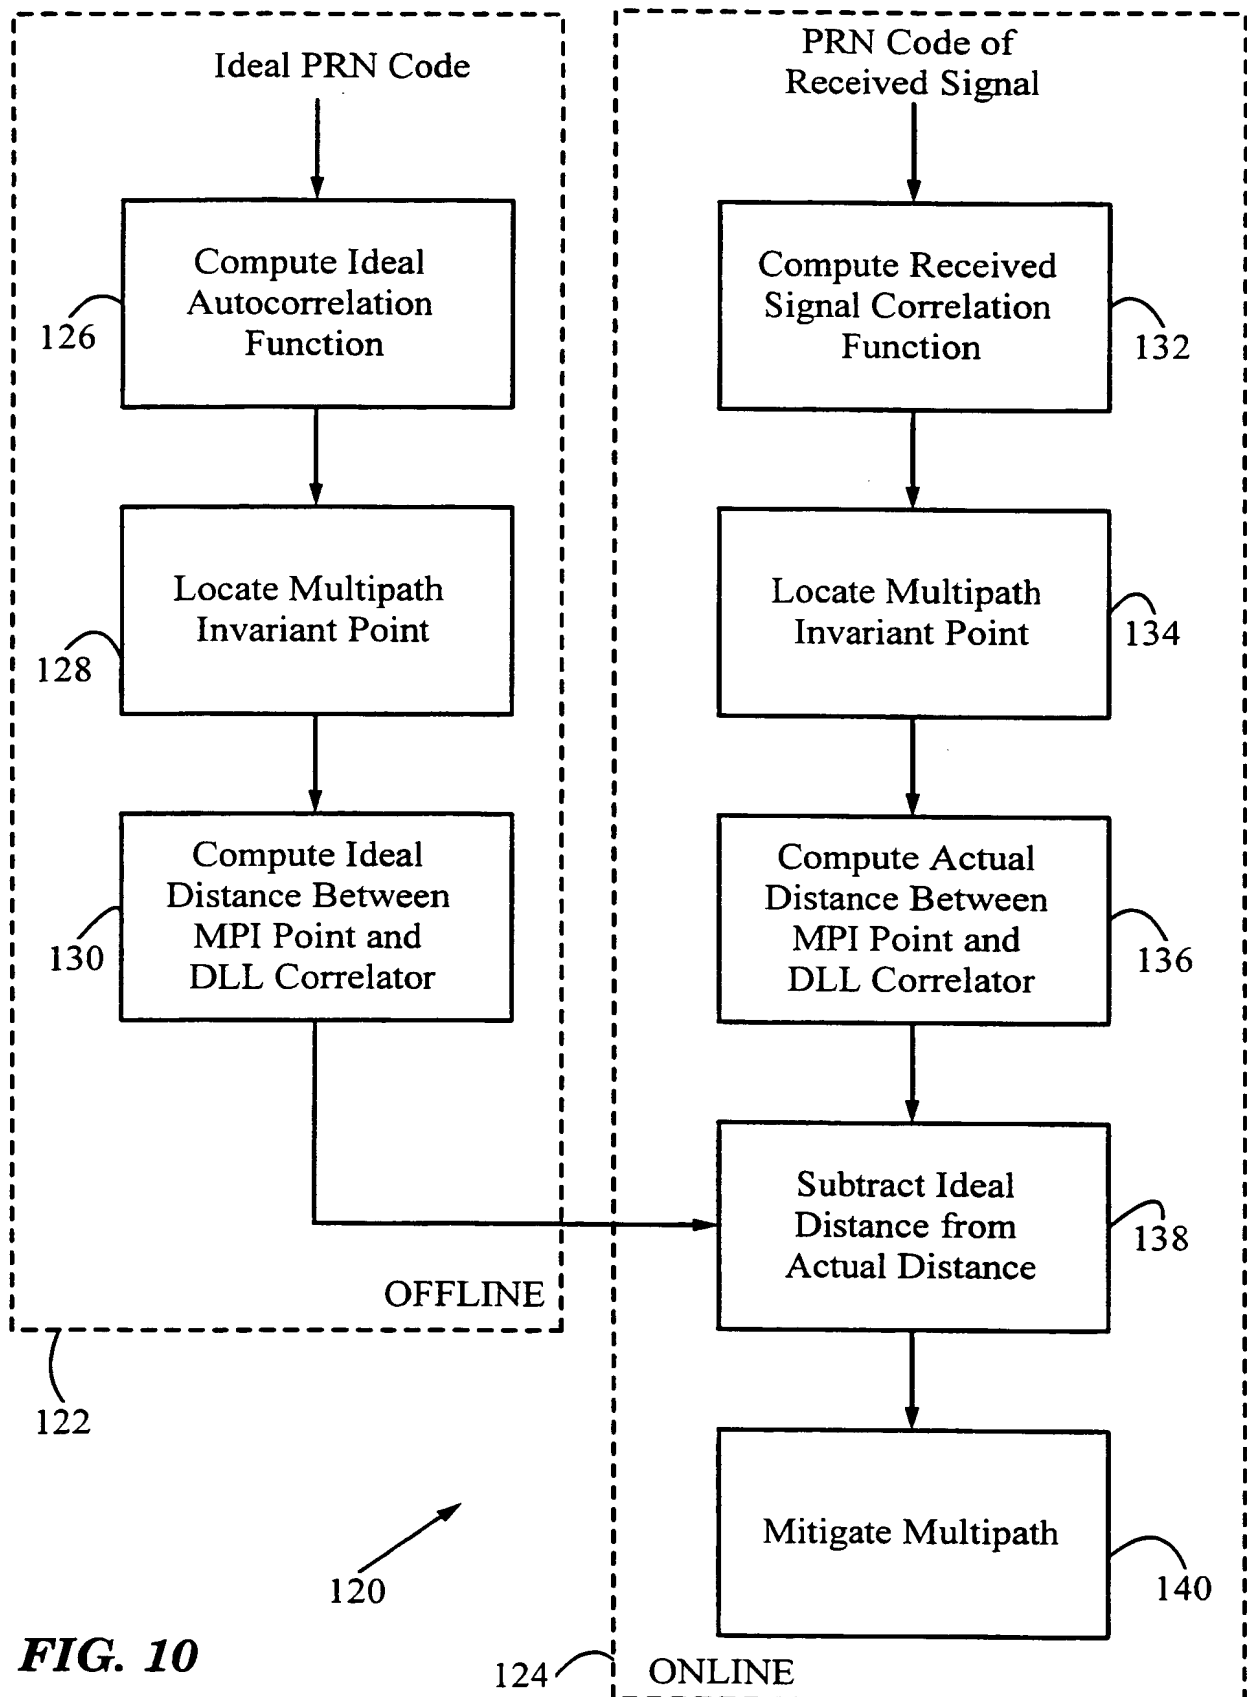 Ideal PRN Code
Compute Ideal
Autocorrelation
Function
126
Locate Multipath
Invariant Point
128
Compute Ideal
Distance Between
MPI Point and
DLL Correlator
130
OFFLINE
122
PRN Code of
Received Signal
Compute Received
Signal Correlation
Function
132
Locate Multipath
Invariant Point
134
Compute Actual
Distance Between
MPI Point and
DLL Correlator
136
Subtract Ideal
Distance from
Actual Distance
138
Mitigate Multipath
140
120
FIG. 10
124
ONLINE